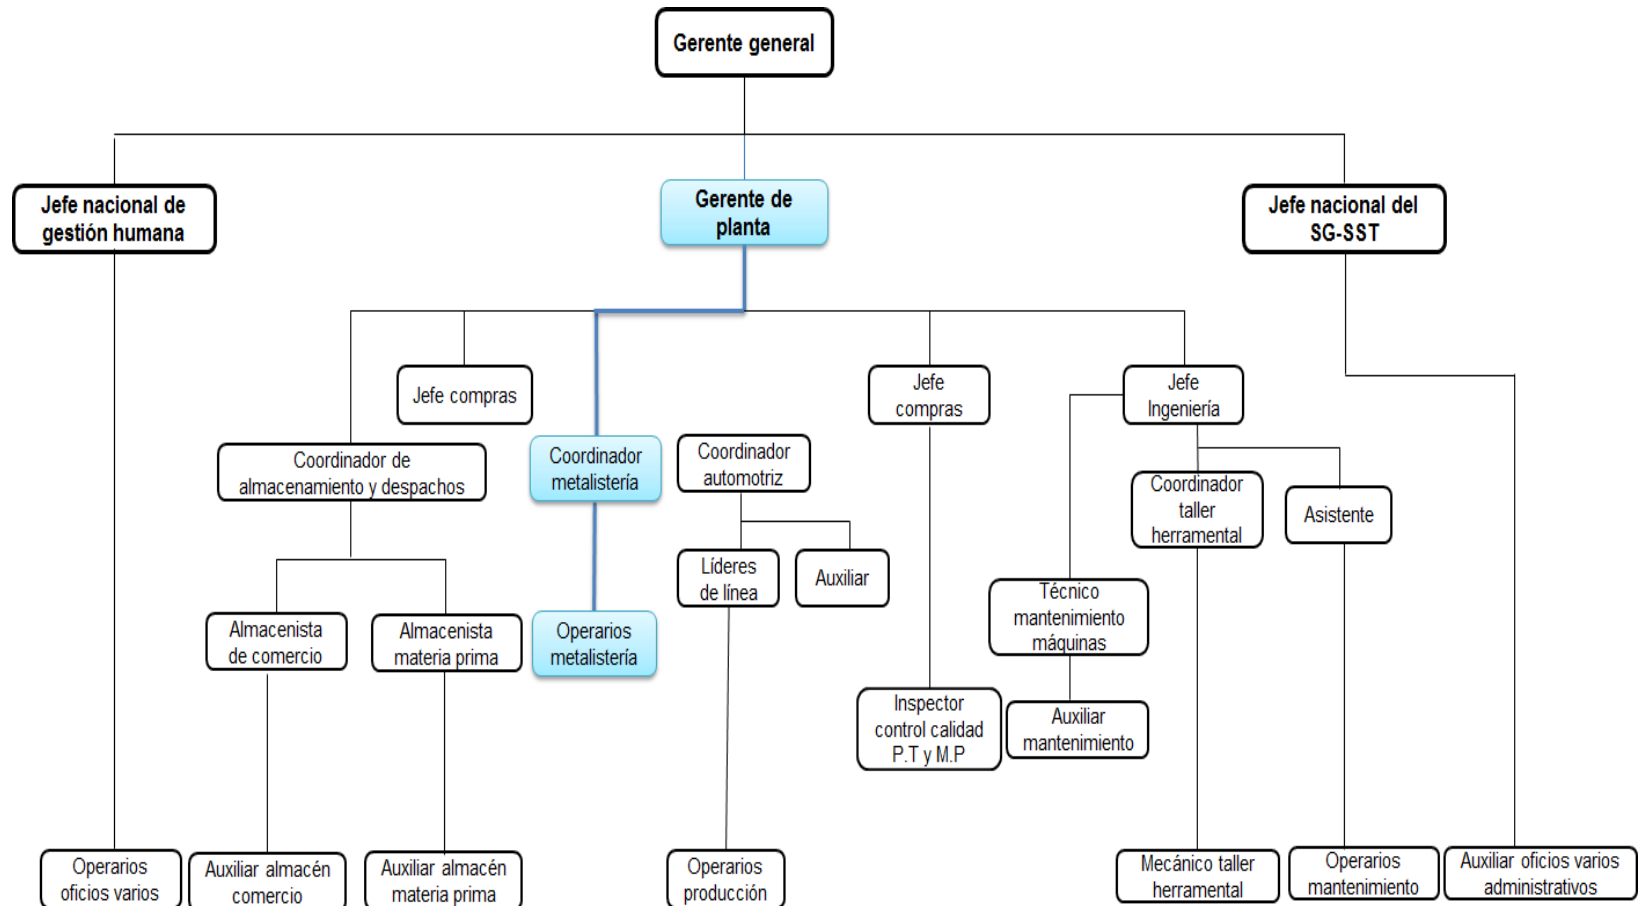 Gerente general
Jefe nacional de
gestión humana
Gerente de
planta
Jefe nacional del
SG-SST
Jefe compras
Jefe
compras
Jefe
Ingeniería
Coordinador de
almacenamiento y despachos
Coordinador
metalistería
Coordinador
automotriz
Coordinador
taller
herramental
Asistente
Líderes
de línea
Auxiliar
Técnico
mantenimiento
máquinas
Almacenista
de comercio
Almacenista
materia prima
Operarios
metalistería
Inspector
control calidad
P.T y M.P
Auxiliar
mantenimiento
Operarios
oficios varios
Auxiliar almacén
comercio
Auxiliar almacén
materia prima
Operarios
producción
Mecánico taller
herramental
Operarios
mantenimiento
Auxiliar oficios varios
administrativos